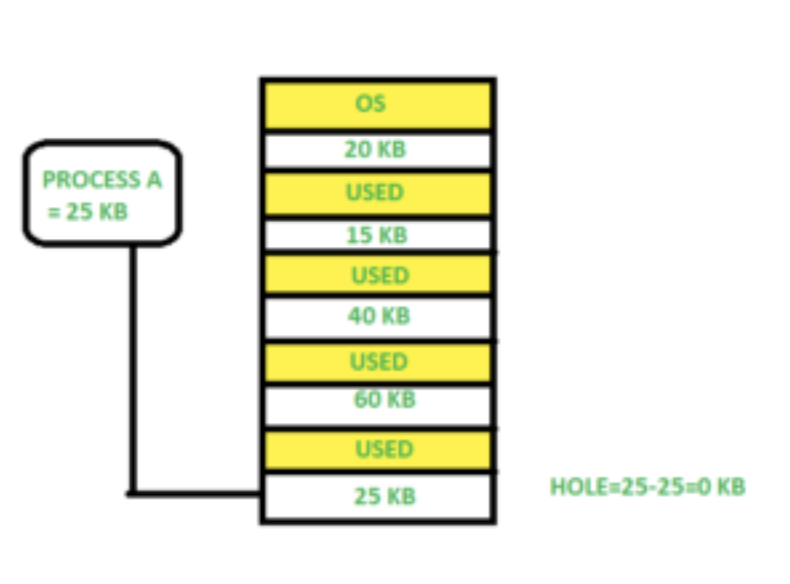 OS
20 KB
PROCESS A
= 25 KB
USED
15 KB
USED
40 KB
USED
60 KB
USED
25 KB
HOLE=25-25=0 KB